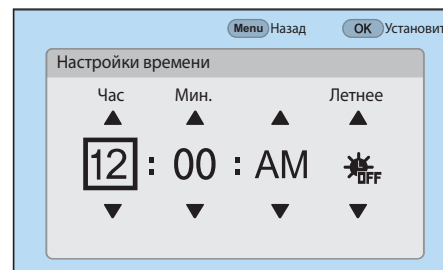 Menu Назад OK Установит
Настройки времени
Час Мин. Летнее
12 : 00 : AM OFF